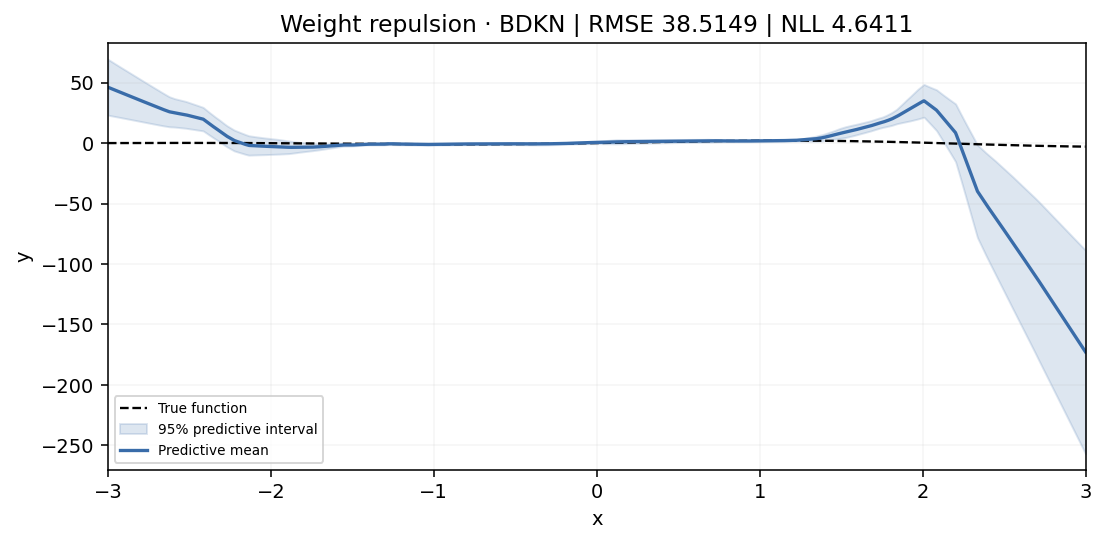 Weight repulsion · BDKN | RMSE 38.5149 | NLL 4.6411
50
0
−50
−100
−150
−200
−250
y
True function
95% predictive interval
Predictive mean
−3 −2 −1 0 1 2 3
x